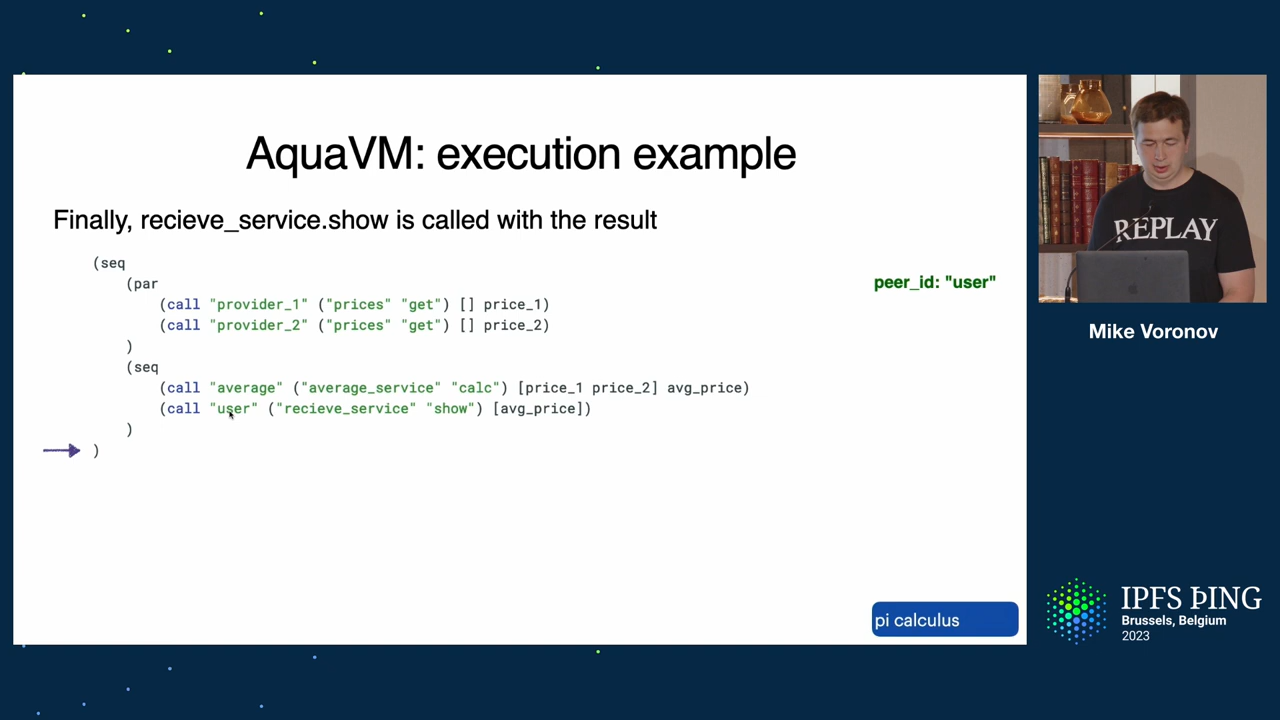 AquaVM: execution example
Finally, recieve_service.show is called with the result
(seq
(par
(call "provider_1" ("prices" "get") [] price_1)
(call "provider_2" ("prices" "get") [] price_2)
)
(seq
(call "average" ("average_service" "calc") [price_1 price_2] avg_price)
(call "user" ("recieve_service" "show") [avg_price])
)
)
peer_id: "user"
pi calculus
REPLAY
Mike Voronov
IPFS ÞING
Brussels, Belgium
2023